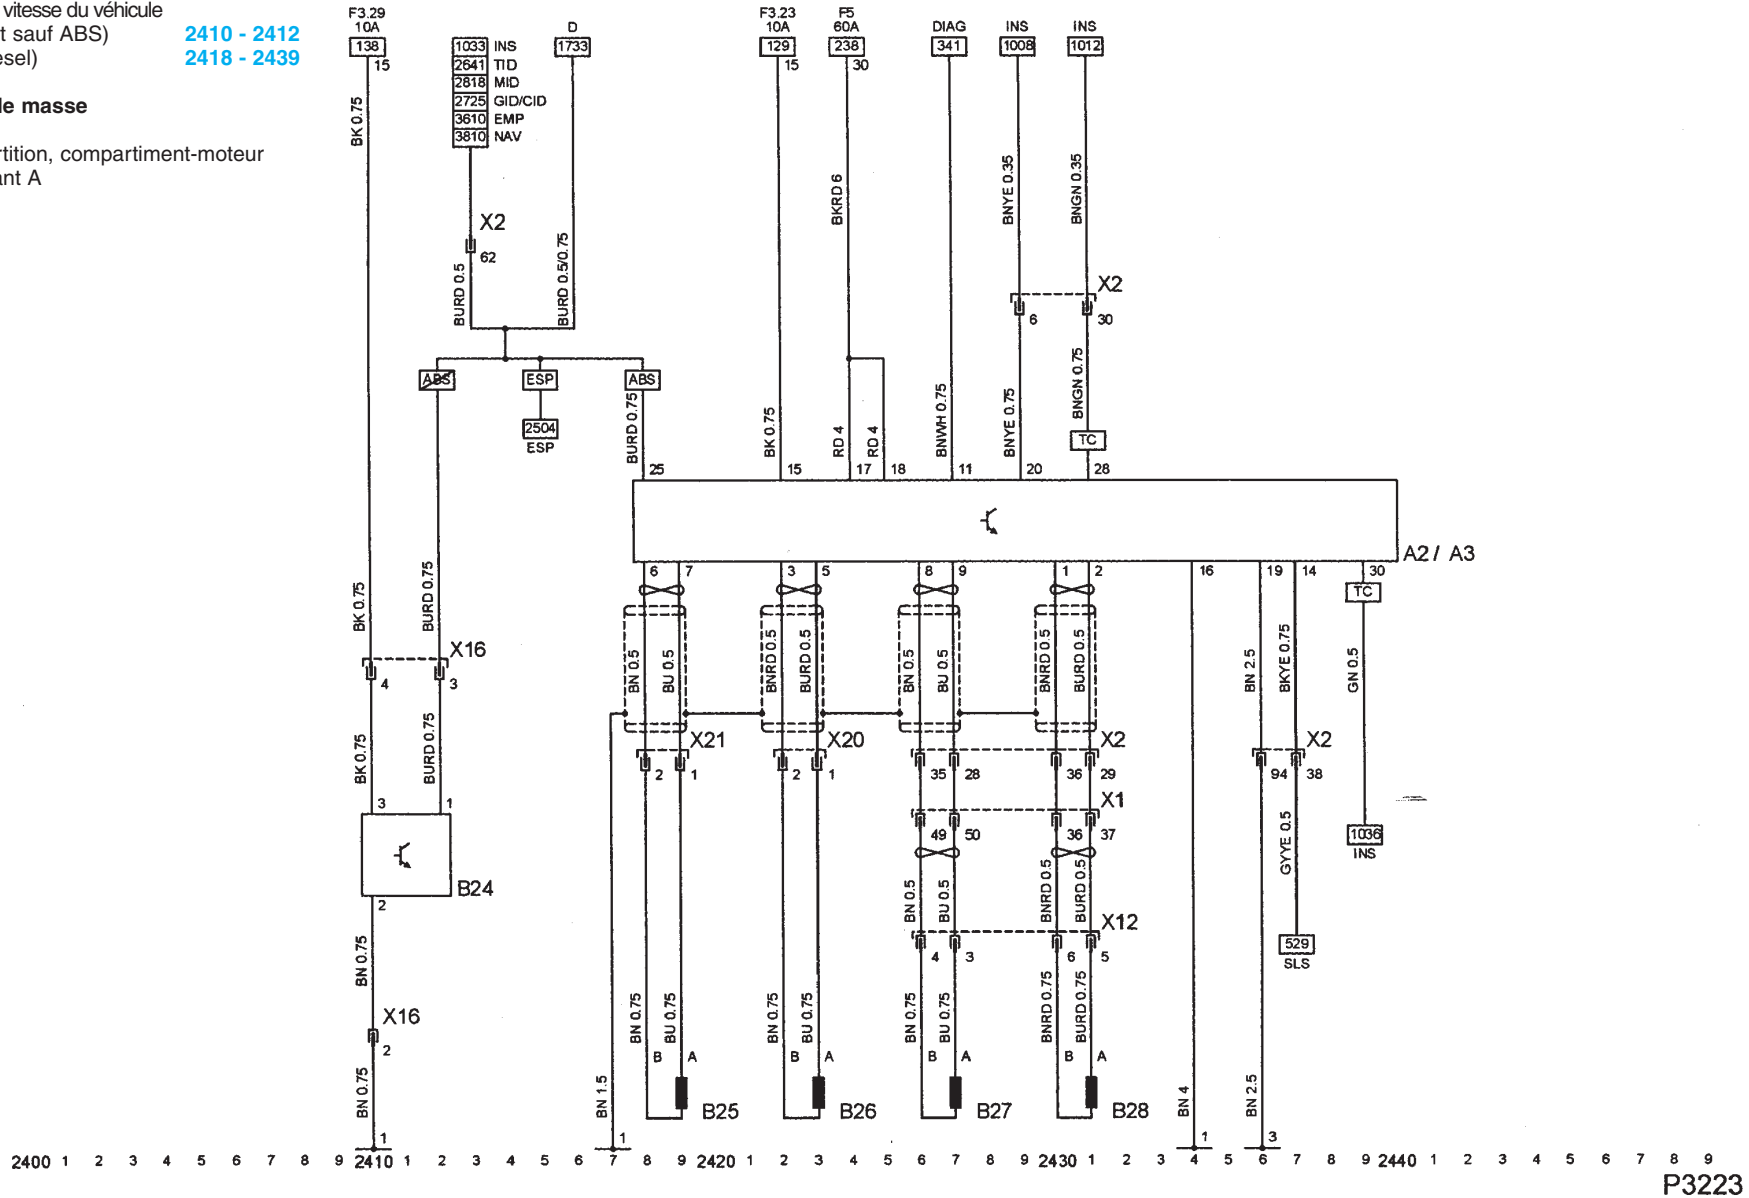 vitesse du véhicule
t sauf ABS) 2410 - 2412
esel) 2418 - 2439
le masse
rtition, compartiment-moteur
ant A
F3.29 F3.23 F5
10A D 10A 60A DIAG INS INS
138 1033 INS 1733 129 238 341 1008 1012
15 2641 TID 15 30
2818 MID
2725 GID/CID
3610 EMP
3810 NAV
BK 0.75
BKRD 6
BNYE 0.35
BNGN 0.35
X2
62
BURD 0.5
BURD 0.5/0.75
X2
6 30
ABS ESP ABS
2504
ESP
BURD 0.75
BK 0.75
RD 4
RD 4
BNWH 0.75
BNYE 0.75
BNGN 0.75
TC
25 15 17 18 11 20 28
A2 / A3
6 7 3 5 8 9 1 2 16 19 14 30
TC
BK 0.75
BURD 0.75
X16
4 3
BN 0.5
BU 0.5
BNRD 0.5
BURD 0.5
BN 0.5
BU 0.5
BNRD 0.5
BURD 0.5
BN 2.5
BKYE 0.75
GN 0.5
BK 0.75
BURD 0.75
X21 X20 X2 X2
2 1 2 1 35 28 36 29 94 38
3 1
X1
49 50 36 37
GYYE 0.5
1036
INS
B24
2
BN 0.5
BU 0.5
BNRD 0.5
BURD 0.5
X12
4 3 6 5
529
SLS
BN 0.75
X16
2
BN 0.75
BU 0.75
BN 0.75
BU 0.75
BN 0.75
BU 0.75
BNRD 0.75
BURD 0.75
B A B A B A B A
BN 0.75
BN 1.5
B25 B26 B27 B28
BN 4
BN 2.5
1 1 1 3
2400 1 2 3 4 5 6 7 8 9 2410 1 2 3 4 5 6 7 8 9 2420 1 2 3 4 5 6 7 8 9 2430 1 2 3 4 5 6 7 8 9 2440 1 2 3 4 5 6 7 8 9
P3223